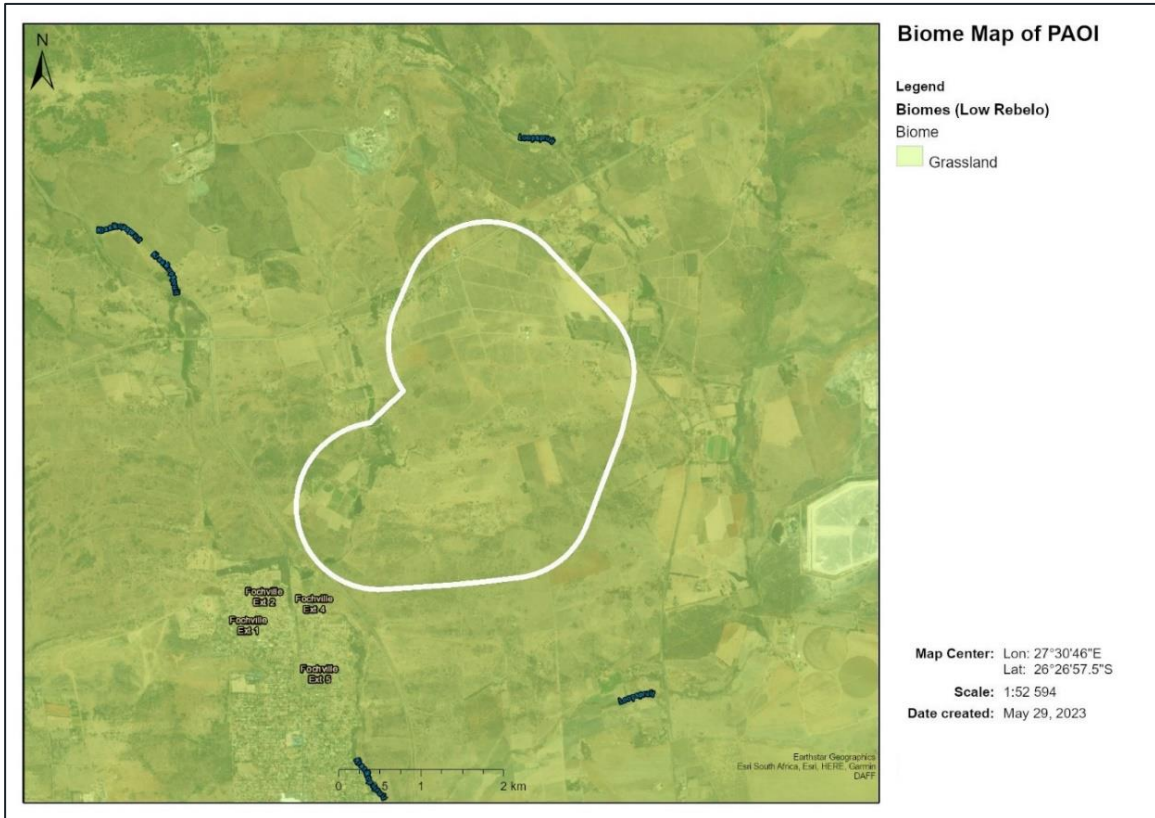 Biome Map of PAOI
N
Legend
Biomes (Low Rebelo)
Biome
Grassland
Fochville
Ext 2
Fochville
Ext 4
Fochville
Ext 1
Fochville
Ext 5
Map Center: Lon: 27°30'46"E
Lat: 26°26'57.5"S
Scale: 1:52 594
Date created: May 29, 2023
Earthstar Geographics
Esri South Africa, Esri, HERE, Garmin
DAFF
0 .5 1 2 km